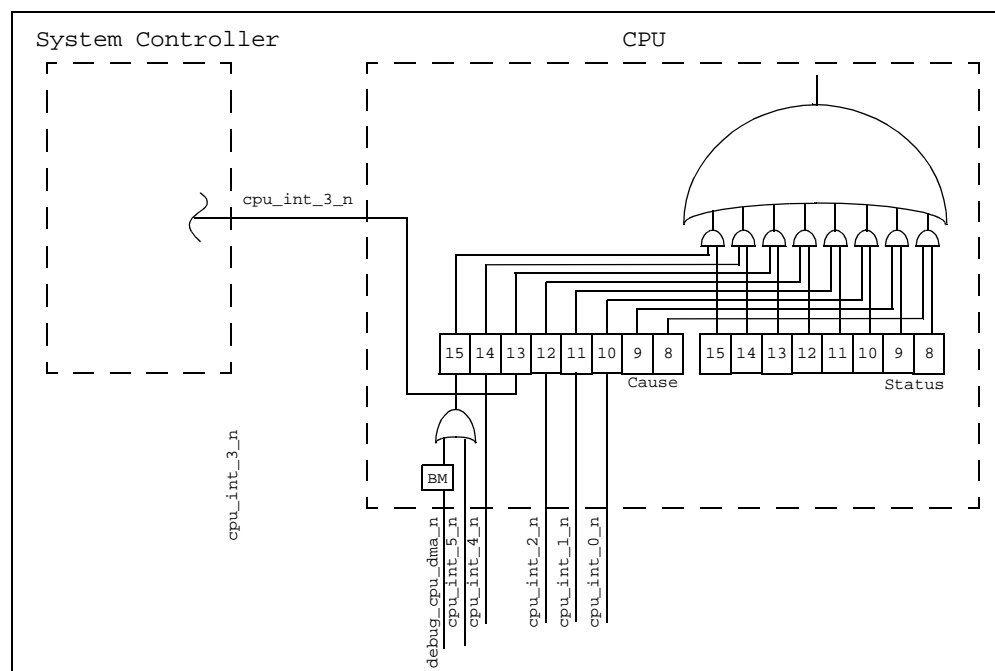 System Controller
CPU
cpu_int_3_n
15 14 13 12 11 10 9 8
15 14 13 12 11 10 9 8
Cause
Status
BM
cpu_int_3_n
debug_cpu_dma_n
cpu_int_5_n
cpu_int_4_n
cpu_int_2_n
cpu_int_1_n
cpu_int_0_n